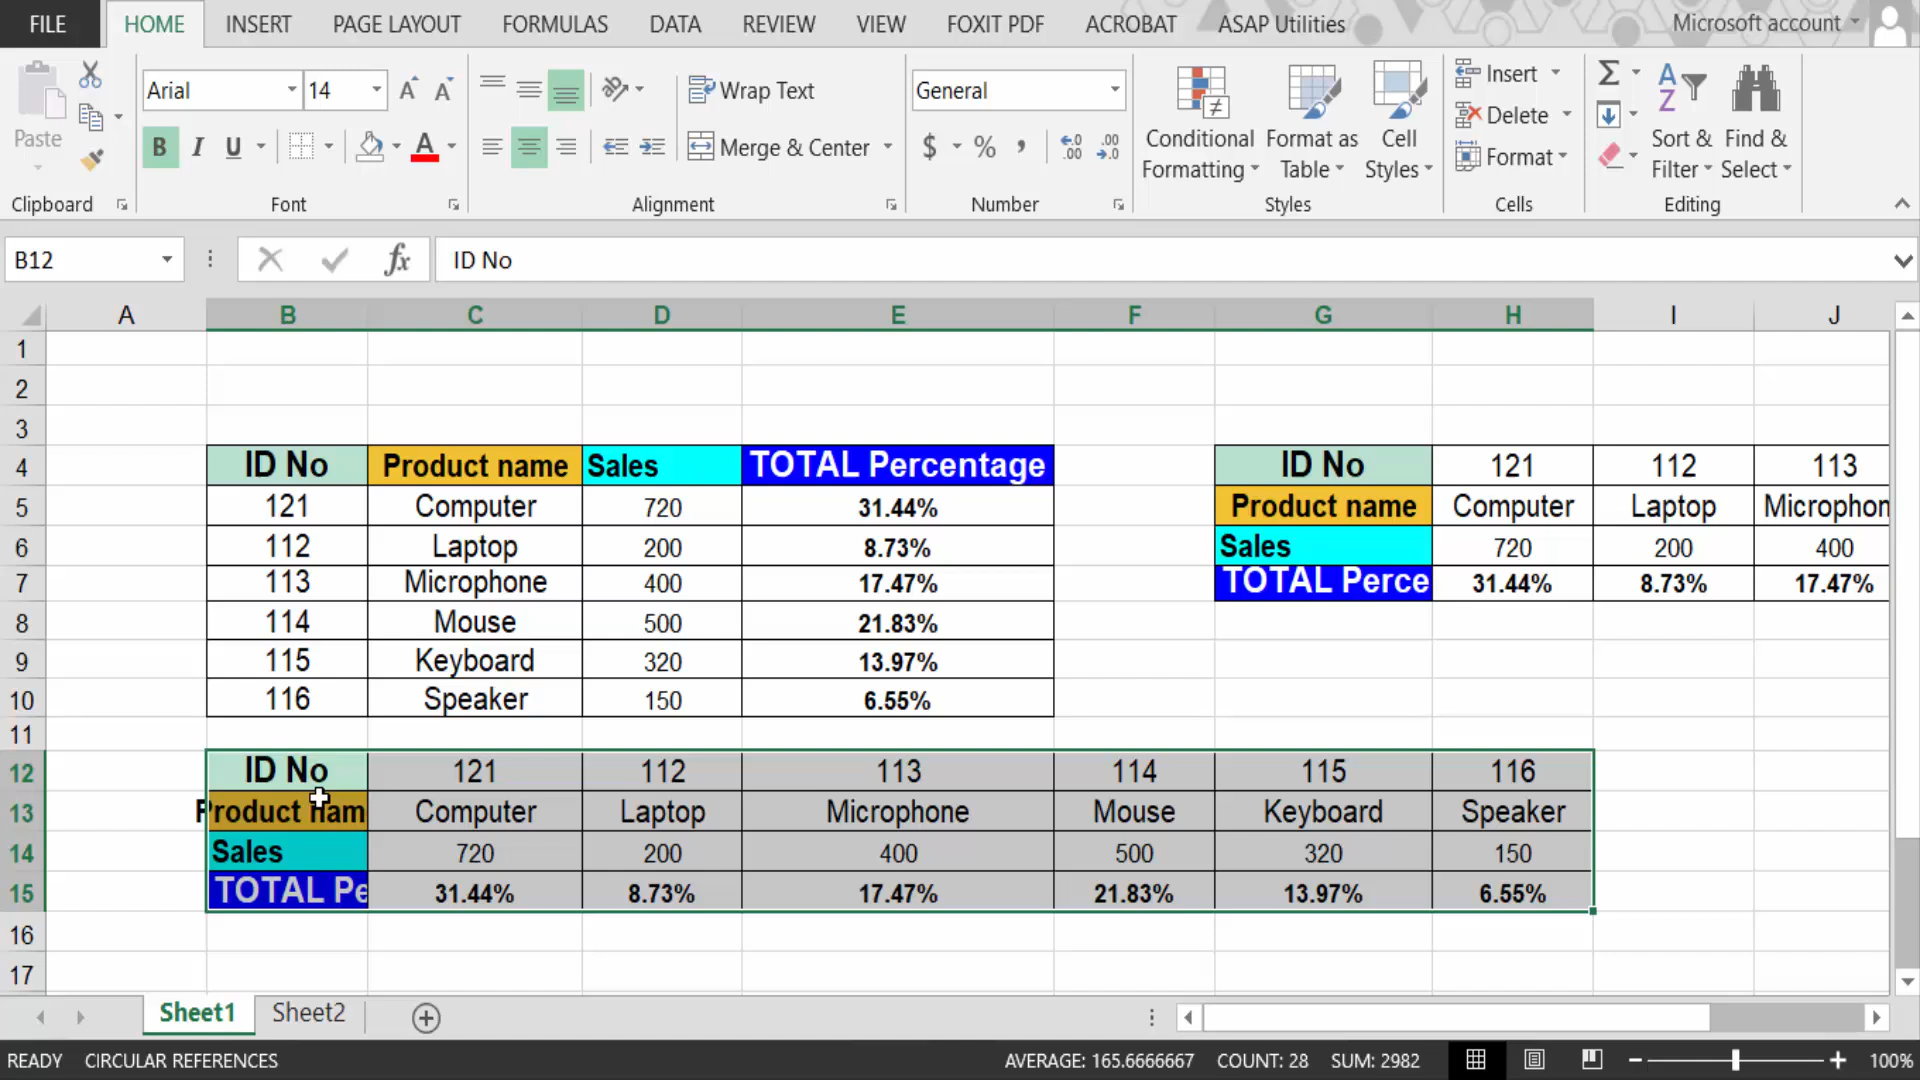 FILE HOME INSERT PAGE LAYOUT FORMULAS DATA REVIEW VIEW FOXIT PDF ACROBAT ASAP Utilities Microsoft account
Paste Arial 14 Wrap Text General Insert
B I U Merge & Center $ % , Conditional Formatting Format as Table Cell Styles Delete Format Sort & Filter Find & Select
Clipboard Font Alignment Number Styles Cells Editing
B12 fx ID No
A B C D E F G H I J
1
2
3
4 ID No Product name Sales TOTAL Percentage ID No 121 112 113
5 121 Computer 720 31.44% Product name Computer Laptop Microphon
6 112 Laptop 200 8.73% Sales 720 200 400
7 113 Microphone 400 17.47% TOTAL Perce 31.44% 8.73% 17.47%
8 114 Mouse 500 21.83%
9 115 Keyboard 320 13.97%
10 116 Speaker 150 6.55%
11
12 ID No 121 112 113 114 115 116
13 Product nam Computer Laptop Microphone Mouse Keyboard Speaker
14 Sales 720 200 400 500 320 150
15 TOTAL Pe 31.44% 8.73% 17.47% 21.83% 13.97% 6.55%
16
17
Sheet1 Sheet2
READY CIRCULAR REFERENCES AVERAGE: 165.6666667 COUNT: 28 SUM: 2982 100%